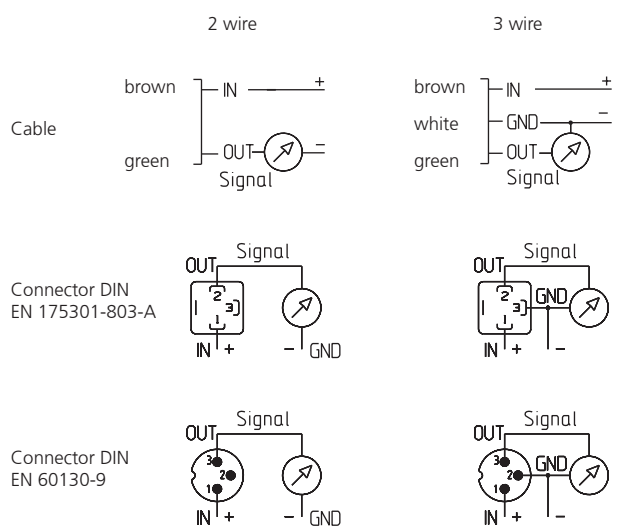 2 wire
3 wire
Cable
brown
IN
+
green
OUT
−
Signal
brown
IN
+
white
GND
−
green
OUT
Signal
Connector DIN
EN 175301-803-A
OUT
Signal
2
3
1
IN + − GND
OUT
Signal
2
3
GND
1
IN + −
Connector DIN
EN 60130-9
OUT
Signal
3
2
1
IN + − GND
OUT
Signal
3
2
GND
1
IN + −